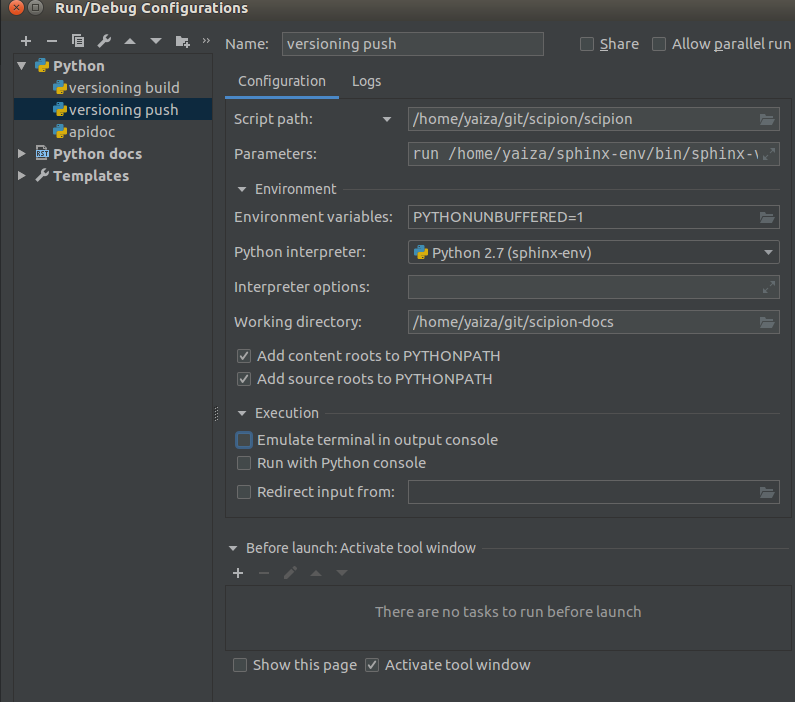 Run/Debug Configurations
Name: versioning push Share Allow parallel run
Python
versioning build
versioning push
apidoc
Python docs
Templates
Configuration Logs
Script path: /home/yaiza/git/scipion/scipion
Parameters: run /home/yaiza/sphinx-env/bin/sphinx-v
Environment
Environment variables: PYTHONUNBUFFERED=1
Python interpreter: Python 2.7 (sphinx-env)
Interpreter options:
Working directory: /home/yaiza/git/scipion-docs
Add content roots to PYTHONPATH
Add source roots to PYTHONPATH
Execution
Emulate terminal in output console
Run with Python console
Redirect input from:
Before launch: Activate tool window
There are no tasks to run before launch
Show this page Activate tool window